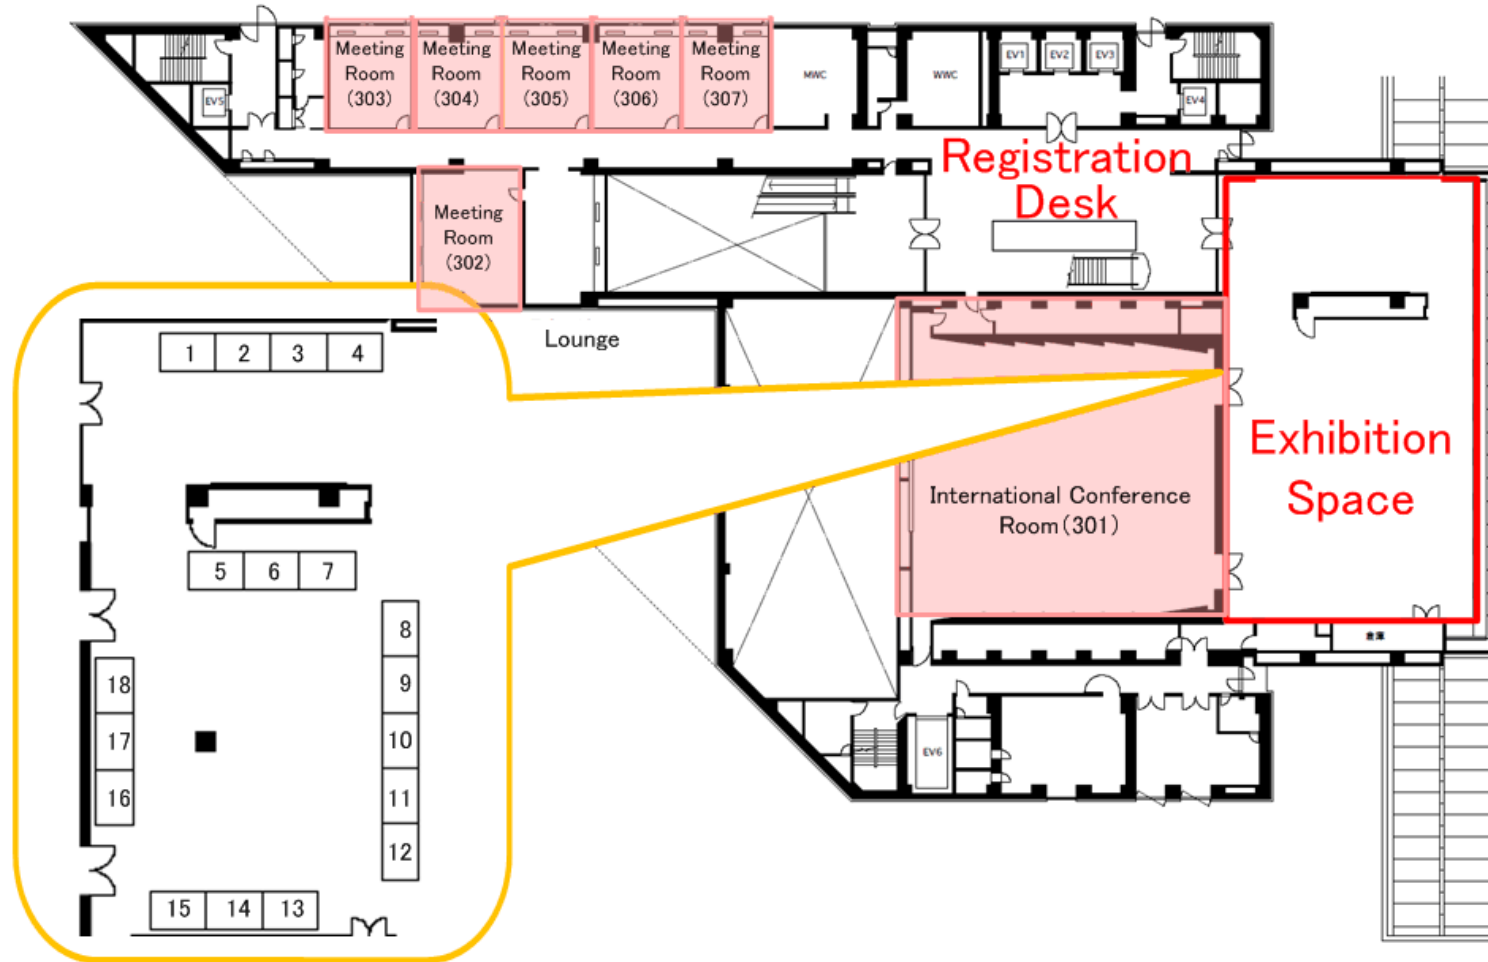 Meeting
Room
(303)
Meeting
Room
(304)
Meeting
Room
(305)
Meeting
Room
(306)
Meeting
Room
(307)
MWC
WWC
EV1
EV2
EV3
EV4
EV5
Registration
Desk
Meeting
Room
(302)
Lounge
1
2
3
4
5
6
7
8
9
10
11
12
18
17
16
15
14
13
International Conference
Room(301)
Exhibition
Space
倉庫
EV6